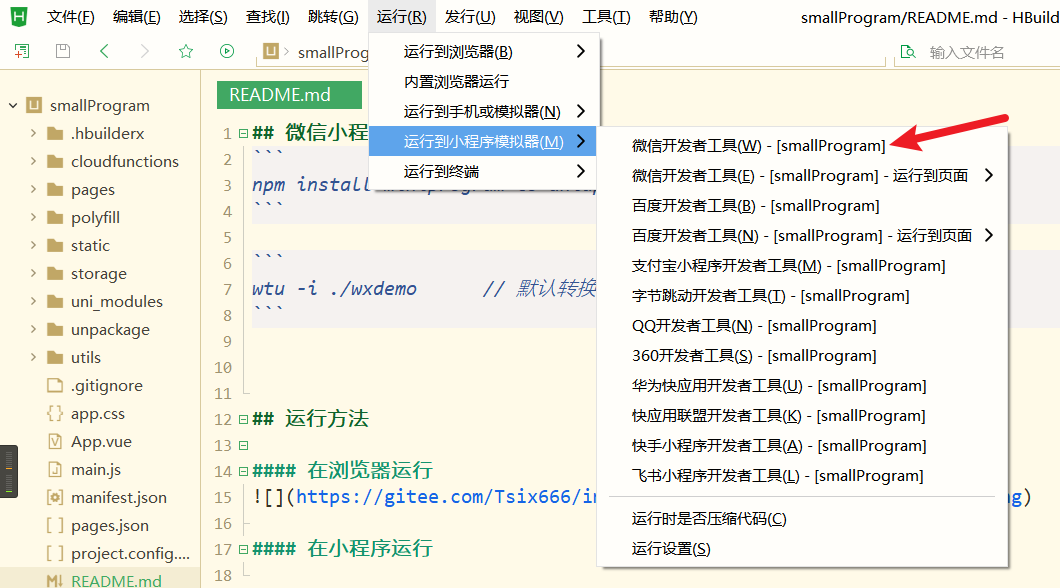 文件(F) 编辑(E) 选择(S) 查找(I) 跳转(G) 运行(R) 发行(U) 视图(V) 工具(T) 帮助(Y) smallProgram/README.md - HBuild
U smallProg 输入文件名
运行到浏览器(B)
内置浏览器运行
运行到手机或模拟器(N)
运行到小程序模拟器(M)
运行到终端
微信开发者工具(W) - [smallProgram]
微信开发者工具(E) - [smallProgram] - 运行到页面
百度开发者工具(B) - [smallProgram]
百度开发者工具(N) - [smallProgram] - 运行到页面
支付宝小程序开发者工具(M) - [smallProgram]
字节跳动开发者工具(T) - [smallProgram]
QQ开发者工具(N) - [smallProgram]
360开发者工具(S) - [smallProgram]
华为快应用开发者工具(U) - [smallProgram]
快应用联盟开发者工具(K) - [smallProgram]
快手小程序开发者工具(A) - [smallProgram]
飞书小程序开发者工具(L) - [smallProgram]
运行时是否压缩代码(C)
运行设置(S)
smallProgram
.hbuilderx
cloudfunctions
pages
polyfill
static
storage
uni_modules
unpackage
utils
.gitignore
app.css
App.vue
main.js
manifest.json
pages.json
project.config....
README.md
README.md
1 ## 微信小程
2 ```
3 npm install
4 ```
5
6 ```
7 wtu -i ./wxdemo // 默认转换
8 ```
9
10
11
12 ## 运行方法
13
14 #### 在浏览器运行
15 ![](https://gitee.com/Tsix666/i g)
16
17 #### 在小程序运行
18